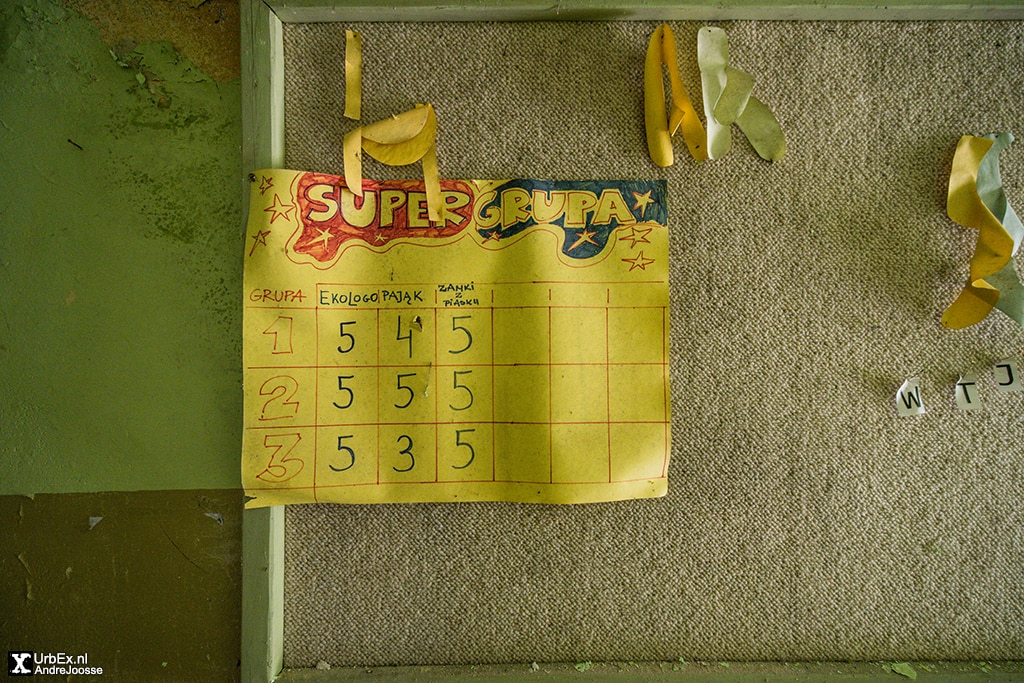 SUPER GRUPA
GRUPA EKOLOGO PAJĄK ZAMKI Z PIASKU
1 5 4 5
2 5 5 5
3 5 3 5
W T J
X UrbEx.nl
AndreJoosse